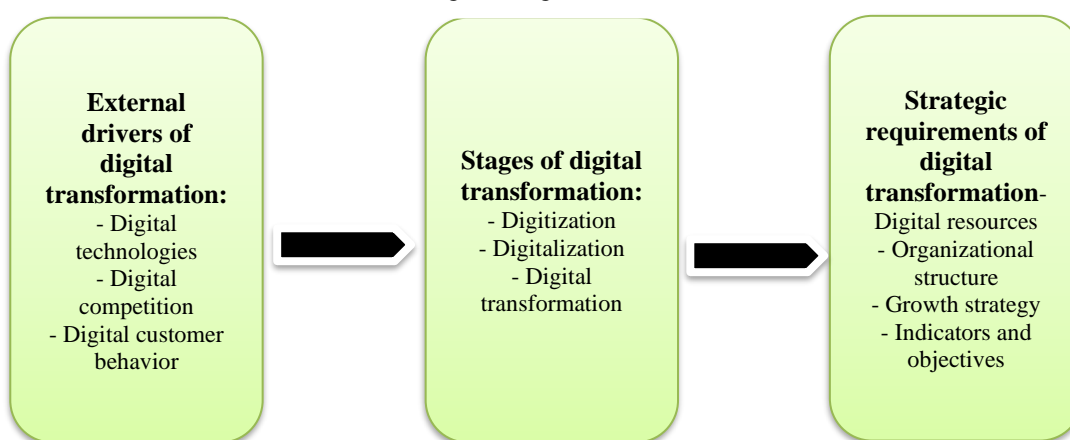 External
drivers of
digital
transformation:
- Digital
technologies
- Digital
competition
- Digital customer
behavior
Stages of digital
transformation:
- Digitization
- Digitalization
- Digital
transformation
Strategic
requirements of
digital
transformation-
Digital resources
- Organizational
structure
- Growth strategy
- Indicators and
objectives